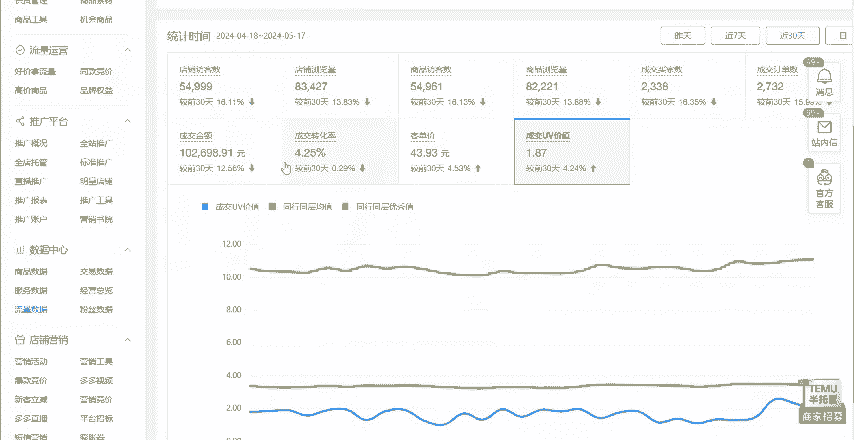 供货管理 商品素材
商品工具 机会商品
流量运营
好价拿流量 同款竞价
高价商品 品牌权益
推广平台
推广概况 全站推广
全店托管 标准推广
直播推广 明星店铺
推广报表 推广工具
推广账户 营销书院
数据中心
商品数据 交易数据
服务数据 经营总览
流量数据 粉丝数据
店铺营销
营销活动 营销工具
爆款竞价 多多视频
新客立减 营销日历
多多直播 平台招标
短信营销
统计时间 2024-04-18~2024-05-17
昨天 近7天 近30天 日
店铺访客数 店铺浏览量 商品访客数 商品浏览量 成交买家数 成交订单数
54,999 83,427 54,961 82,221 2,338 2,732
较前30天 16.11% 较前30天 13.83% 较前30天 16.13% 较前30天 13.88% 较前30天 16.35% 较前30天
成交金额 成交转化率 客单价 成交UV价值
102,698.91 元 4.25% 43.93 元 1.87
较前30天 12.56% 较前30天 0.29% 较前30天 4.53% 较前30天 4.24%
成交UV价值 同行同层均值 同行同层优秀值
12.00
10.00
8.00
6.00
4.00
2.00
消息
站内信
官方
客服
TEMU
半托管
商家招募